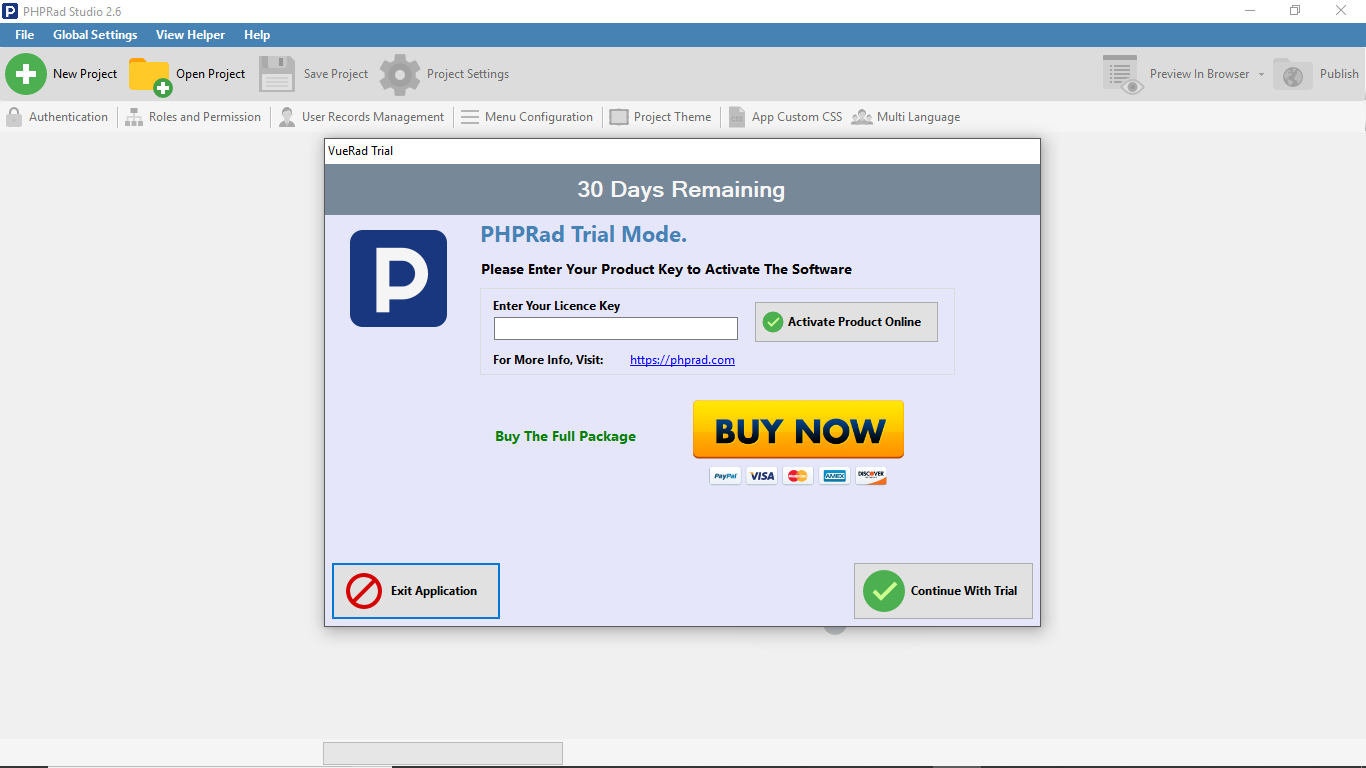 PHPRad Studio 2.6
File Global Settings View Helper Help
New Project Open Project Save Project Project Settings Preview In Browser Publish
Authentication Roles and Permission User Records Management Menu Configuration Project Theme App Custom CSS Multi Language
VueRad Trial
30 Days Remaining
PHPRad Trial Mode.
Please Enter Your Product Key to Activate The Software
Enter Your Licence Key
Activate Product Online
For More Info, Visit: https://phprad.com
Buy The Full Package
BUY NOW
PayPal VISA MasterCard AMEX DISCOVER
Exit Application
Continue With Trial